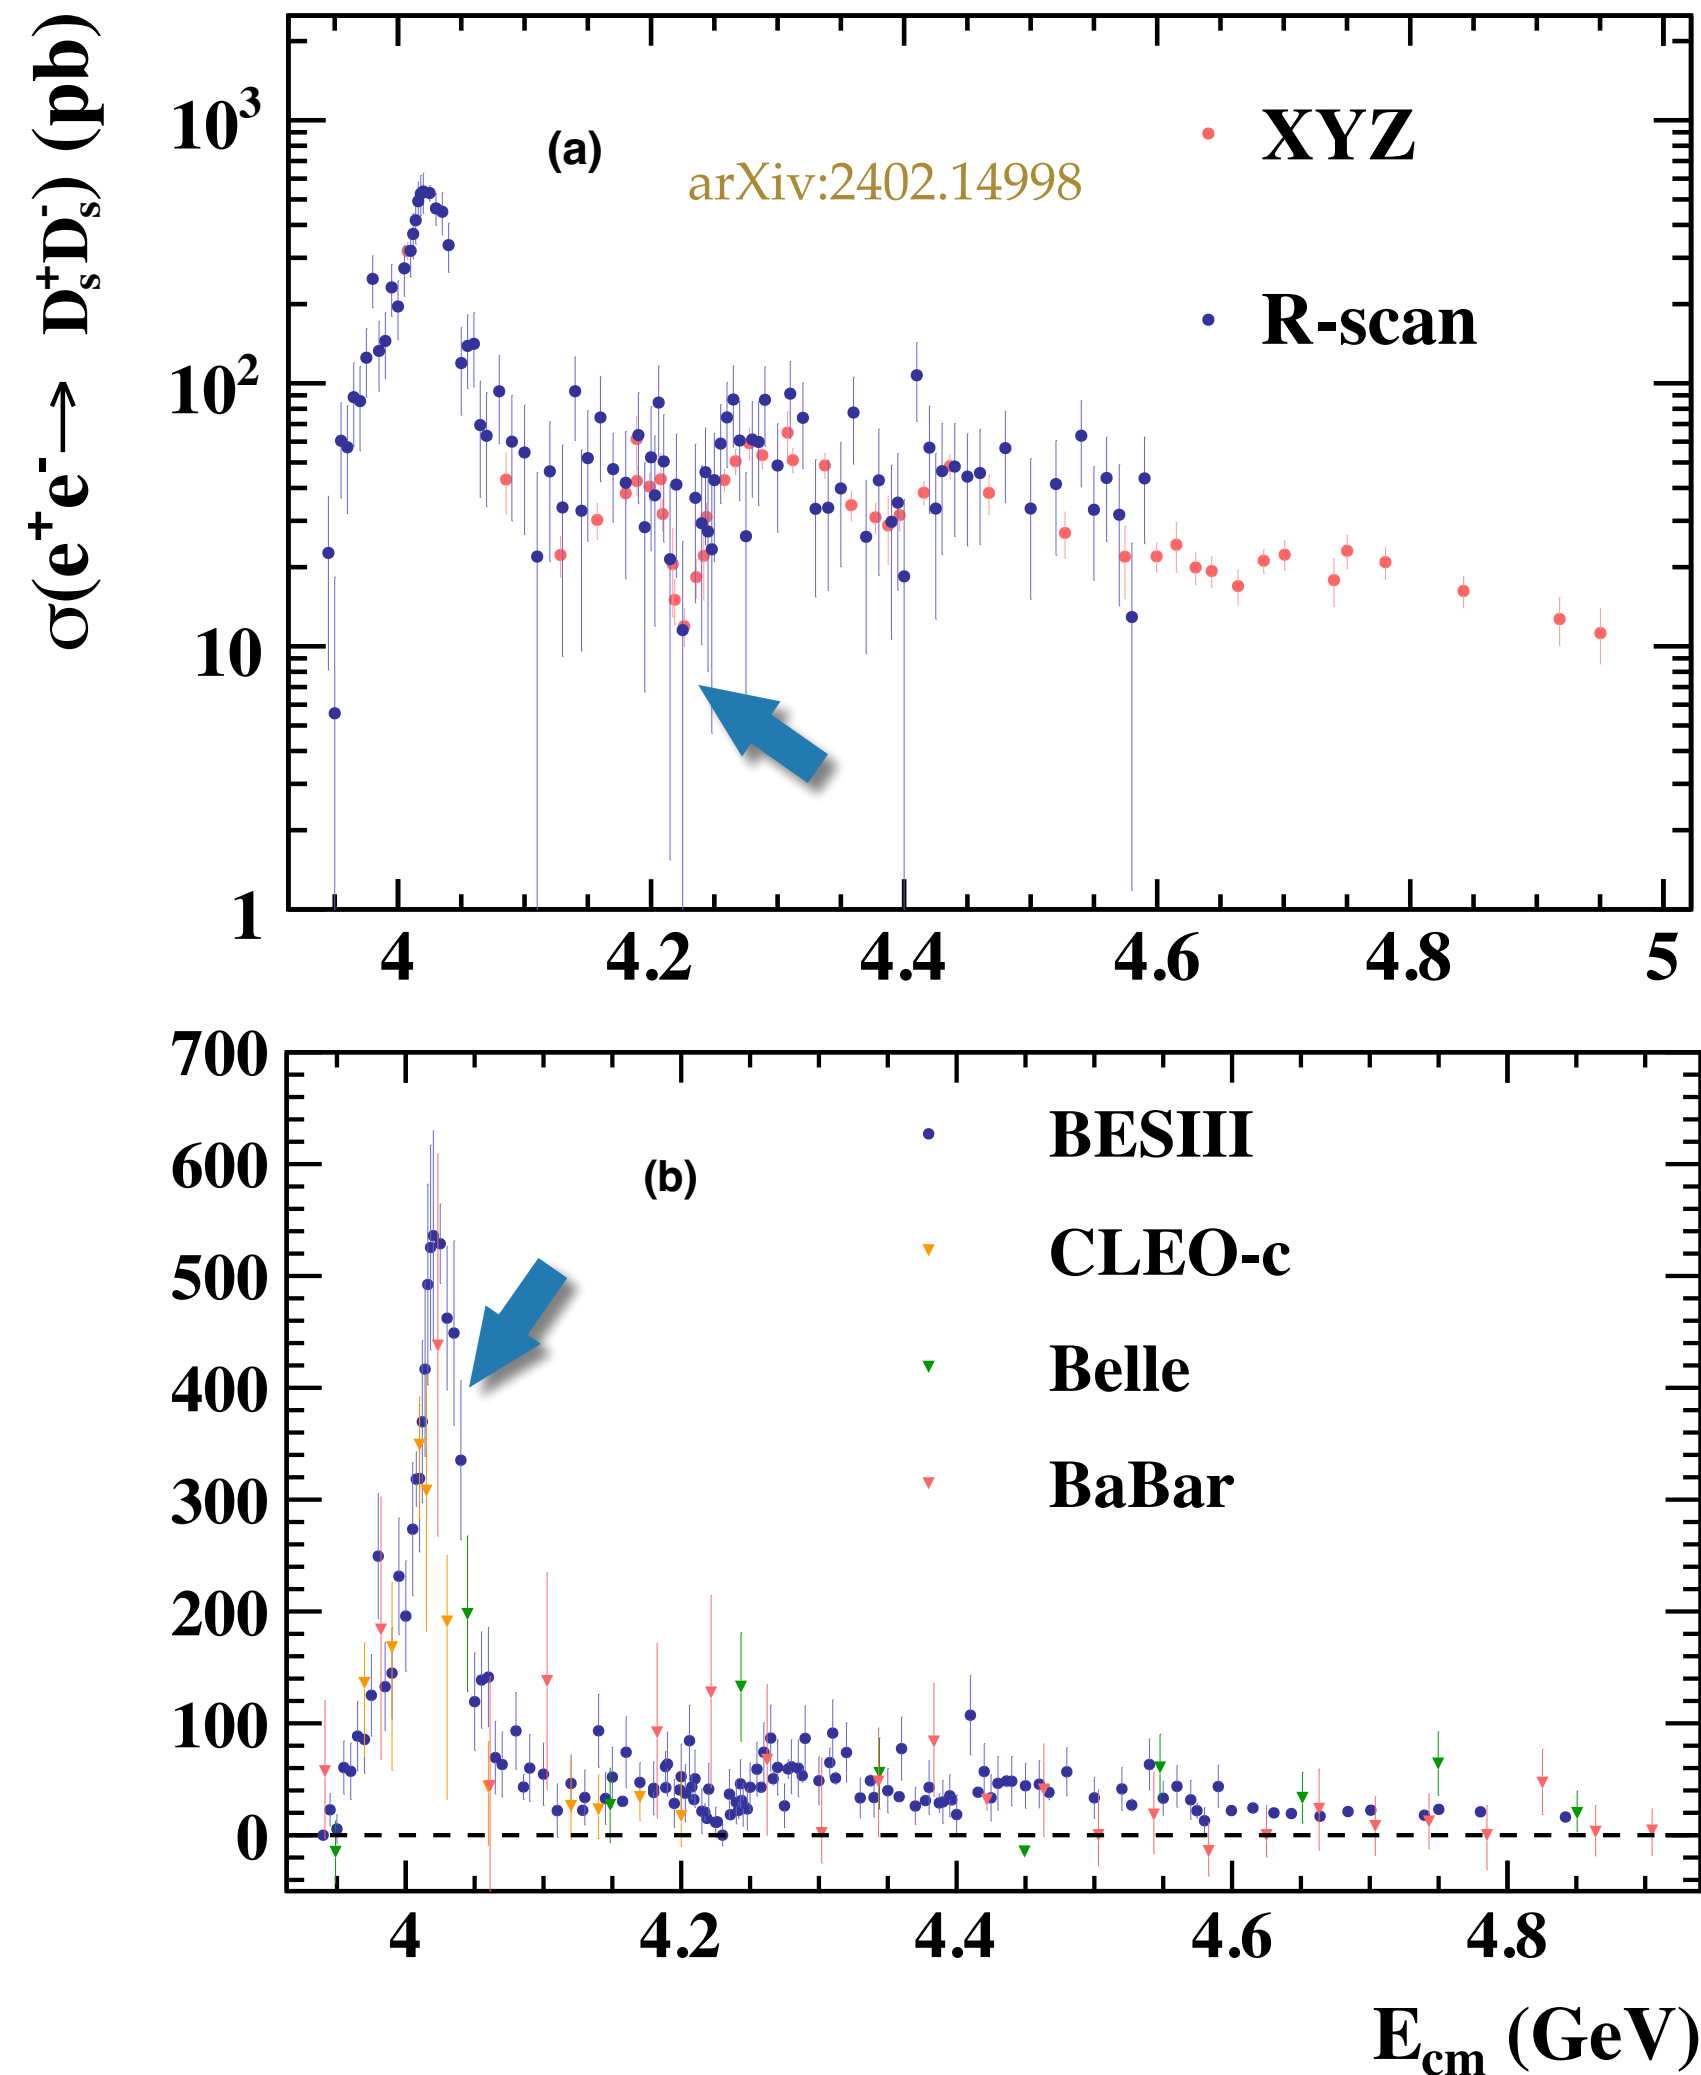 σ(e⁺e⁻→ Dₛ⁺Dₛ⁻) (pb)
10³
10²
10
1
(a)
arXiv:2402.14998
XYZ
R-scan
4 4.2 4.4 4.6 4.8 5
700
600
500
400
300
200
100
0
(b)
BESIII
CLEO-c
Belle
BaBar
4 4.2 4.4 4.6 4.8
E_cm (GeV)